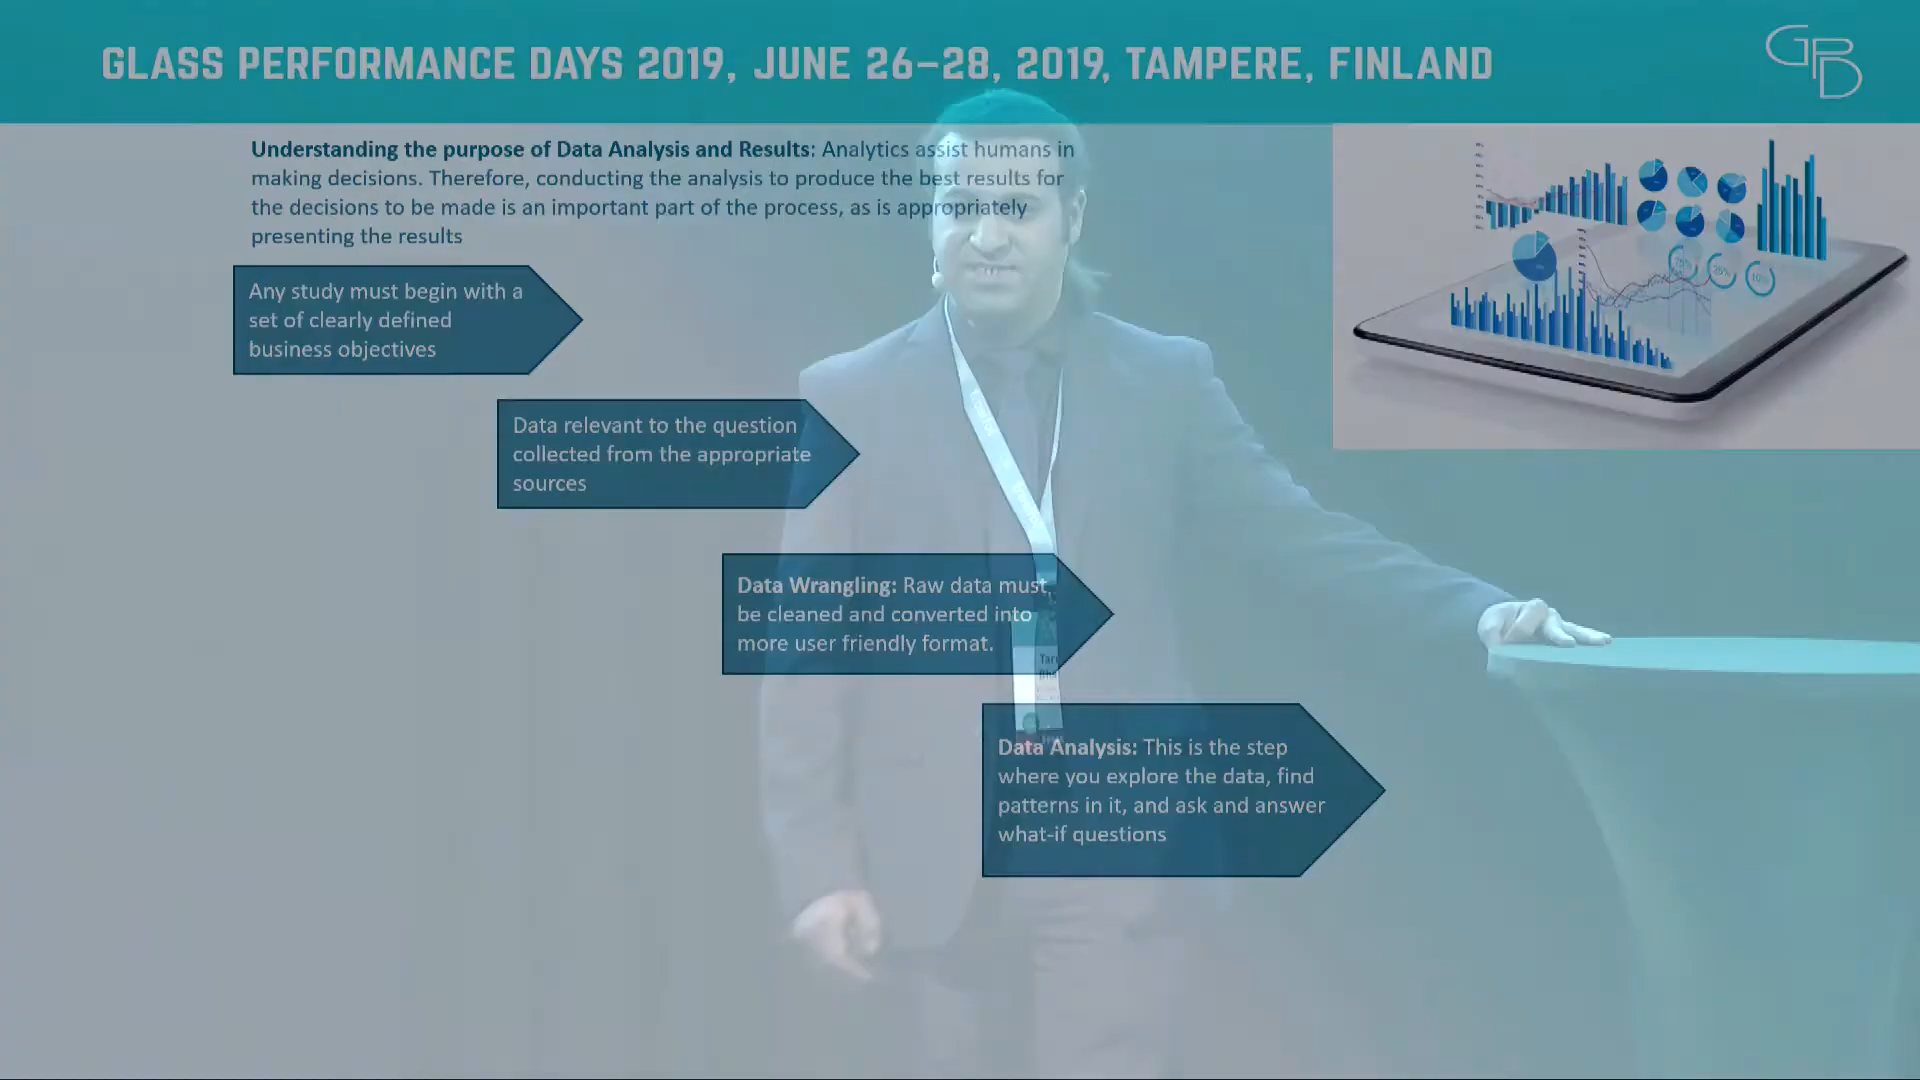 GLASS PERFORMANCE DAYS 2019, JUNE 26–28, 2019, TAMPERE, FINLAND
GPD
Understanding the purpose of Data Analysis and Results: Analytics assist humans in
making decisions. Therefore, conducting the analysis to produce the best results for
the decisions to be made is an important part of the process, as is appropriately
presenting the results
Any study must begin with a
set of clearly defined
business objectives
Data relevant to the question
collected from the appropriate
sources
Data Wrangling: Raw data must
be cleaned and converted into
more user friendly format.
Data Analysis: This is the step
where you explore the data, find
patterns in it, and ask and answer
what-if questions